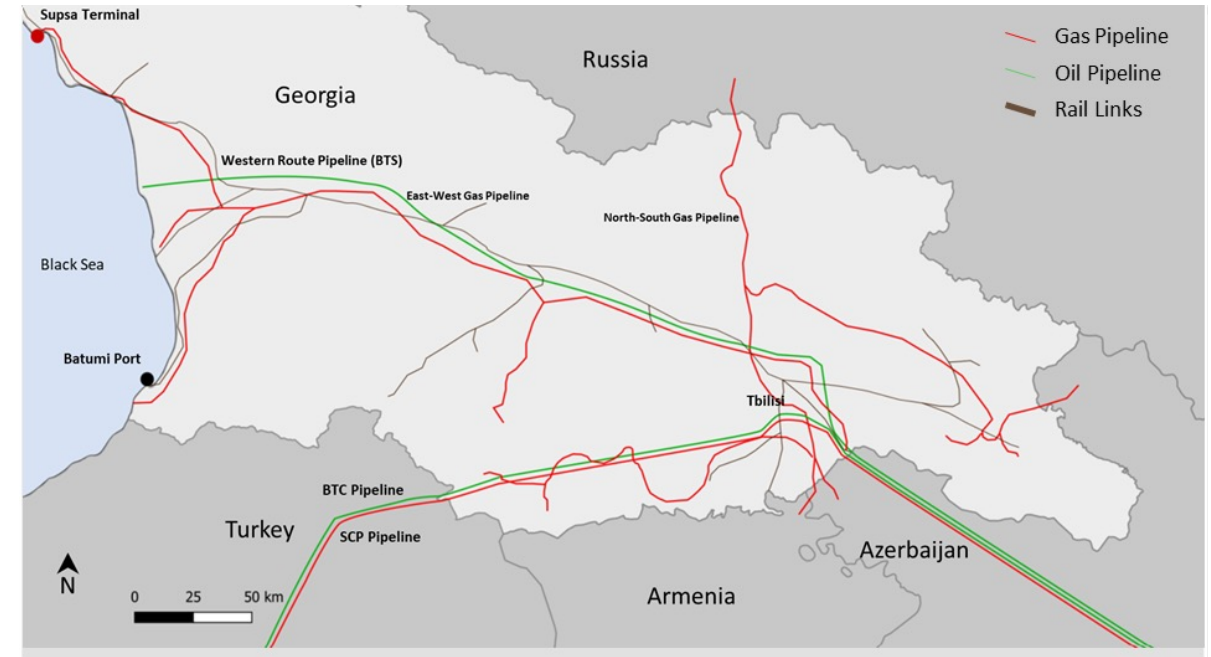 Supsa Terminal
Russia
Gas Pipeline
Oil Pipeline
Rail Links
Georgia
Western Route Pipeline (BTS)
East-West Gas Pipeline
North-South Gas Pipeline
Black Sea
Batumi Port
Tbilisi
BTC Pipeline
Turkey
SCP Pipeline
Azerbaijan
N
0 25 50 km
Armenia